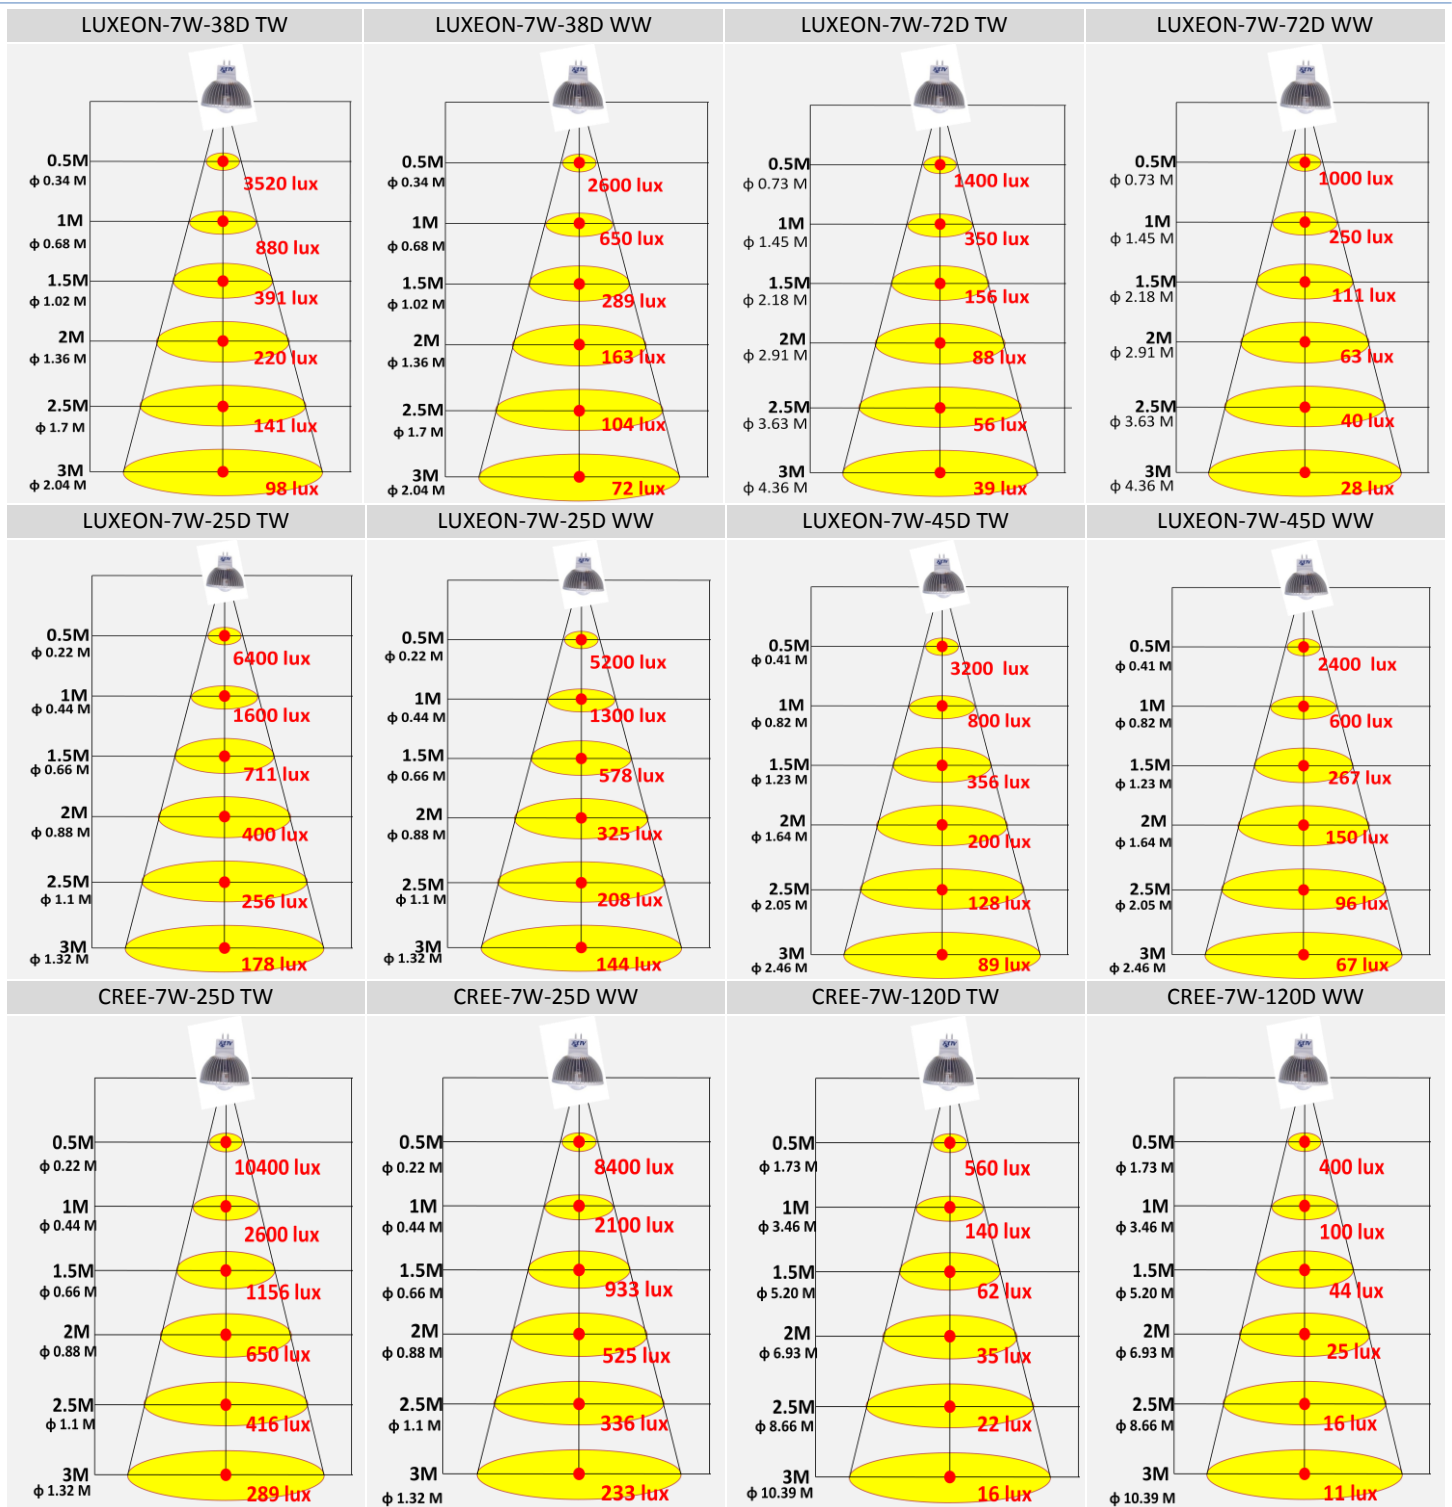 LUXEON-7W-38D TW
0.5M
ϕ 0.34 M
3520 lux
1M
ϕ 0.68 M
880 lux
1.5M
ϕ 1.02 M
391 lux
2M
ϕ 1.36 M
220 lux
2.5M
ϕ 1.7 M
141 lux
3M
ϕ 2.04 M
98 lux
LUXEON-7W-38D WW
0.5M
ϕ 0.34 M
2600 lux
1M
ϕ 0.68 M
650 lux
1.5M
ϕ 1.02 M
289 lux
2M
ϕ 1.36 M
163 lux
2.5M
ϕ 1.7 M
104 lux
3M
ϕ 2.04 M
72 lux
LUXEON-7W-72D TW
0.5M
ϕ 0.73 M
1400 lux
1M
ϕ 1.45 M
350 lux
1.5M
ϕ 2.18 M
156 lux
2M
ϕ 2.91 M
88 lux
2.5M
ϕ 3.63 M
56 lux
3M
ϕ 4.36 M
39 lux
LUXEON-7W-72D WW
0.5M
ϕ 0.73 M
1000 lux
1M
ϕ 1.45 M
250 lux
1.5M
ϕ 2.18 M
111 lux
2M
ϕ 2.91 M
63 lux
2.5M
ϕ 3.63 M
40 lux
3M
ϕ 4.36 M
28 lux
LUXEON-7W-25D TW
0.5M
ϕ 0.22 M
6400 lux
1M
ϕ 0.44 M
1600 lux
1.5M
ϕ 0.66 M
711 lux
2M
ϕ 0.88 M
400 lux
2.5M
ϕ 1.1 M
256 lux
3M
ϕ 1.32 M
178 lux
LUXEON-7W-25D WW
0.5M
ϕ 0.22 M
5200 lux
1M
ϕ 0.44 M
1300 lux
1.5M
ϕ 0.66 M
578 lux
2M
ϕ 0.88 M
325 lux
2.5M
ϕ 1.1 M
208 lux
3M
ϕ 1.32 M
144 lux
LUXEON-7W-45D TW
0.5M
ϕ 0.41 M
3200 lux
1M
ϕ 0.82 M
800 lux
1.5M
ϕ 1.23 M
356 lux
2M
ϕ 1.64 M
200 lux
2.5M
ϕ 2.05 M
128 lux
3M
ϕ 2.46 M
89 lux
LUXEON-7W-45D WW
0.5M
ϕ 0.41 M
2400 lux
1M
ϕ 0.82 M
600 lux
1.5M
ϕ 1.23 M
267 lux
2M
ϕ 1.64 M
150 lux
2.5M
ϕ 2.05 M
96 lux
3M
ϕ 2.46 M
67 lux
CREE-7W-25D TW
0.5M
ϕ 0.22 M
10400 lux
1M
ϕ 0.44 M
2600 lux
1.5M
ϕ 0.66 M
1156 lux
2M
ϕ 0.88 M
650 lux
2.5M
ϕ 1.1 M
416 lux
3M
ϕ 1.32 M
289 lux
CREE-7W-25D WW
0.5M
ϕ 0.22 M
8400 lux
1M
ϕ 0.44 M
2100 lux
1.5M
ϕ 0.66 M
933 lux
2M
ϕ 0.88 M
525 lux
2.5M
ϕ 1.1 M
336 lux
3M
ϕ 1.32 M
233 lux
CREE-7W-120D TW
0.5M
ϕ 1.73 M
560 lux
1M
ϕ 3.46 M
140 lux
1.5M
ϕ 5.20 M
62 lux
2M
ϕ 6.93 M
35 lux
2.5M
ϕ 8.66 M
22 lux
3M
ϕ 10.39 M
16 lux
CREE-7W-120D WW
0.5M
ϕ 1.73 M
400 lux
1M
ϕ 3.46 M
100 lux
1.5M
ϕ 5.20 M
44 lux
2M
ϕ 6.93 M
25 lux
2.5M
ϕ 8.66 M
16 lux
3M
ϕ 10.39 M
11 lux